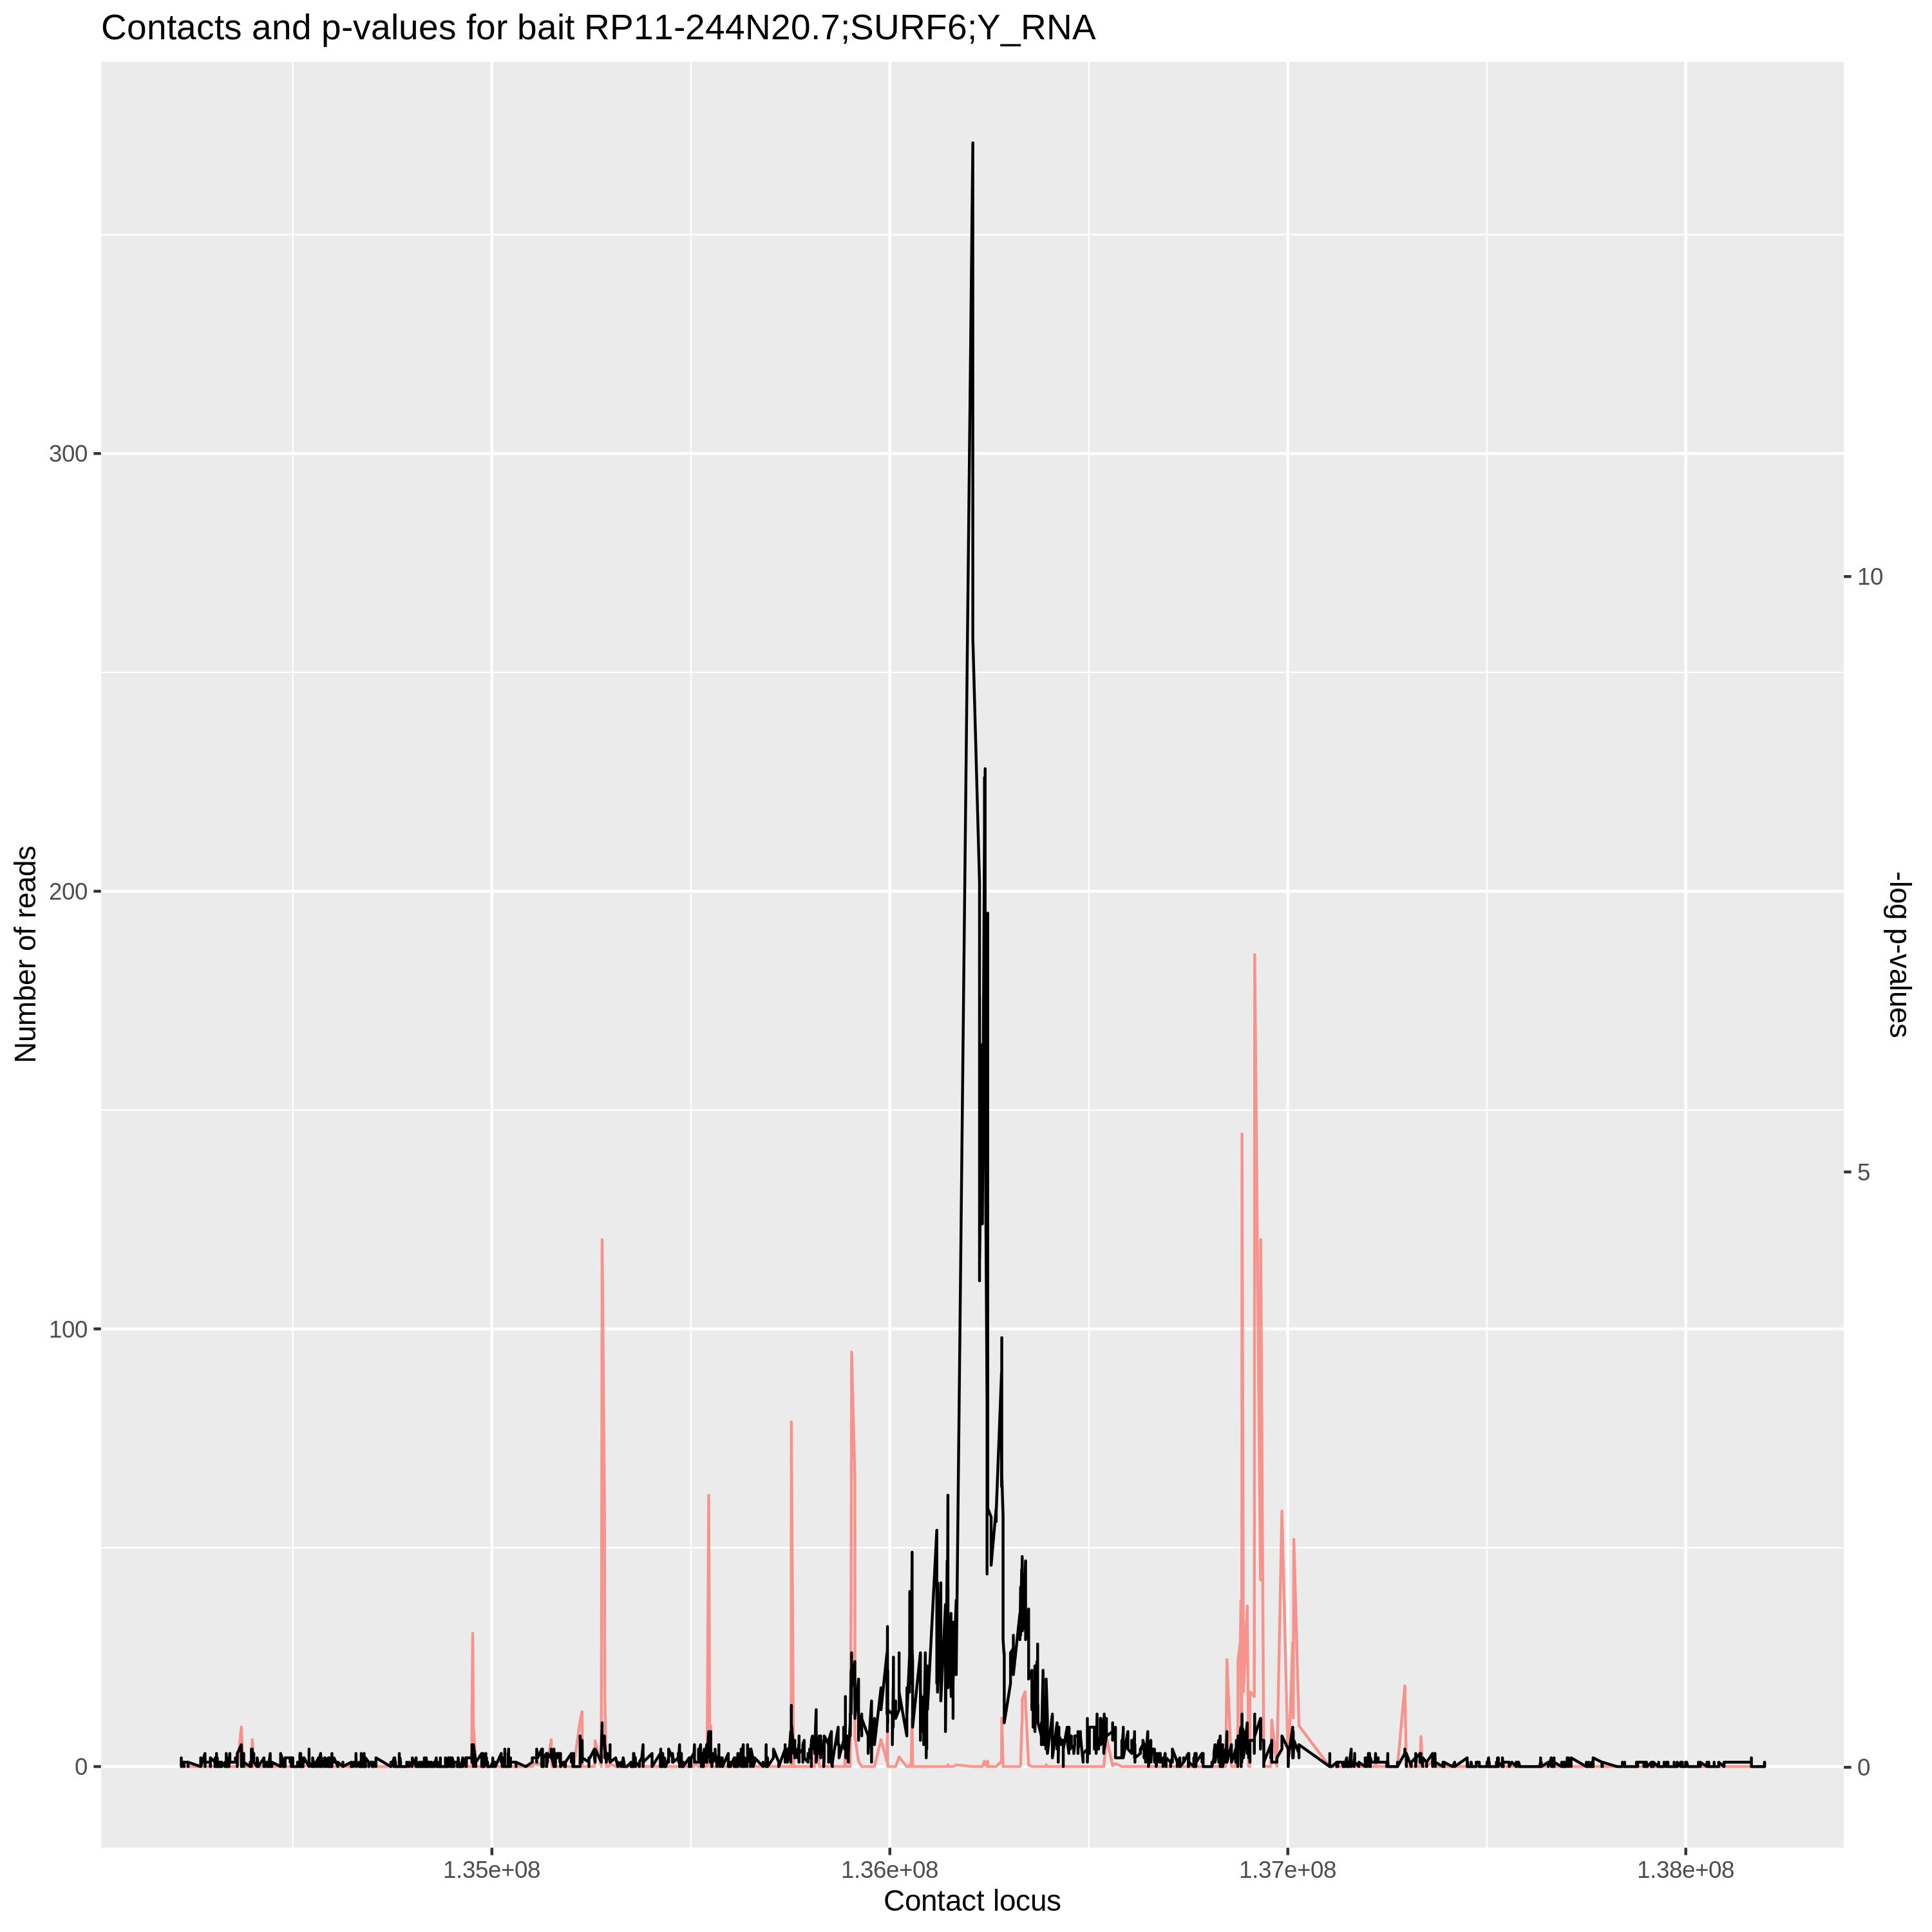 Contacts and p-values for bait RP11-244N20.7;SURF6;Y_RNA
Number of reads
300
200
100
0
10
5
0
-log p-values
1.35e+08
1.36e+08
1.37e+08
1.38e+08
Contact locus